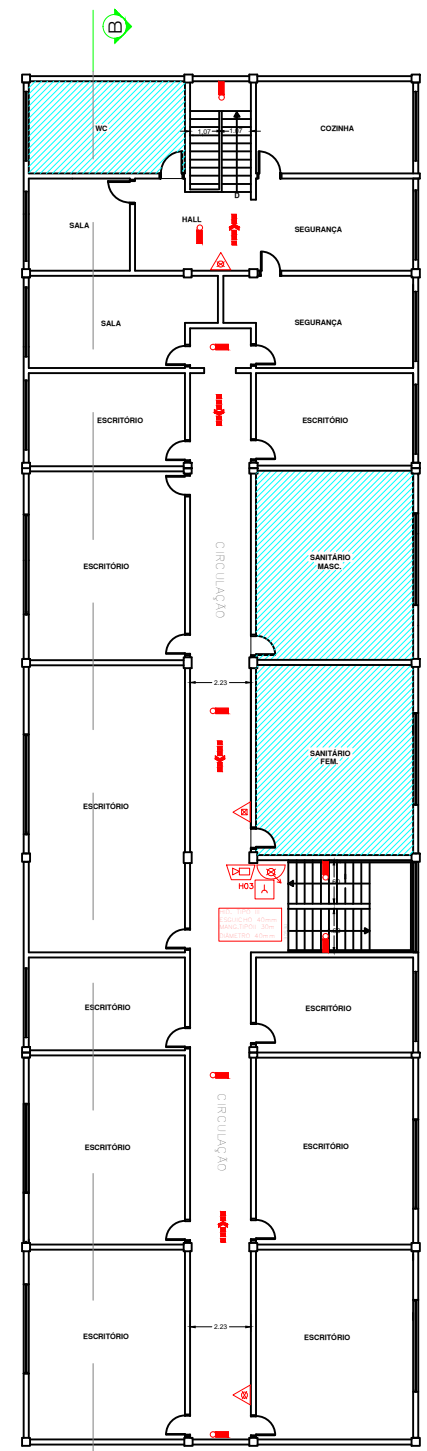 B
WC
1.07
1.07
COZINHA
D
SALA
HALL
SEGURANÇA
SALA
SEGURANÇA
ESCRITÓRIO
ESCRITÓRIO
CIRCULAÇÃO
ESCRITÓRIO
SANITÁRIO
MASC.
2.23
ESCRITÓRIO
SANITÁRIO
FEM.
H03
ESCRITÓRIO
ESCRITÓRIO
CIRCULAÇÃO
ESCRITÓRIO
ESCRITÓRIO
2.23
ESCRITÓRIO
ESCRITÓRIO